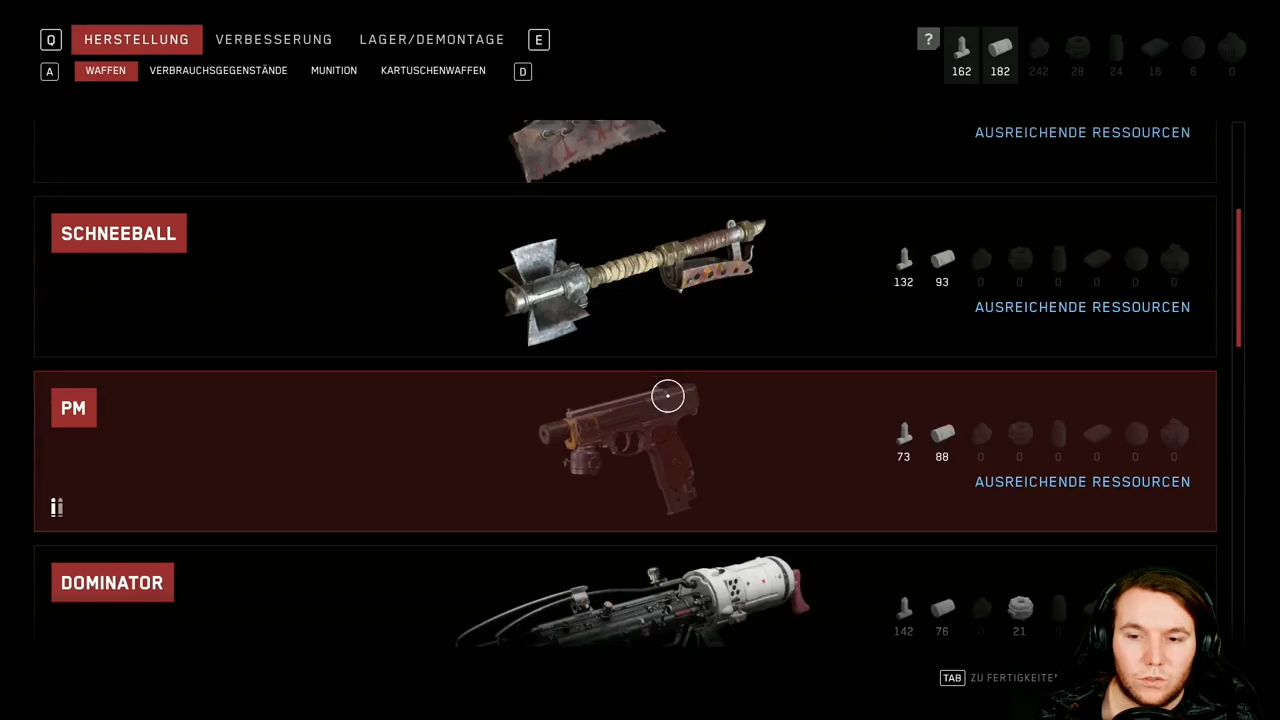 Q HERSTELLUNG VERBESSERUNG LAGER/DEMONTAGE E
A WAFFEN VERBRAUCHSGEGENSTÄNDE MUNITION KARTUSCHENWAFFEN D
?
162 182 242 28 24 16 6 0
AUSREICHENDE RESSOURCEN
SCHNEEBALL
132 93 0 0 0 0 0 0
AUSREICHENDE RESSOURCEN
PM
73 88 0 0 0 0 0 0
AUSREICHENDE RESSOURCEN
DOMINATOR
142 76 0 21 0
TAB ZU FERTIGKEITEN